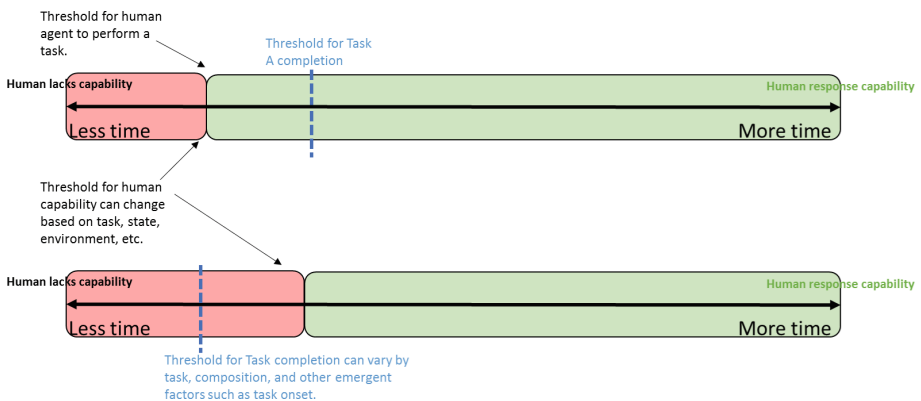 Threshold for human
agent to perform a
task.
Threshold for Task
A completion
Human lacks capability
Human response capability
Less time
More time
Threshold for human
capability can change
based on task, state,
environment, etc.
Human lacks capability
Human response capability
Less time
More time
Threshold for Task completion can vary by
task, composition, and other emergent
factors such as task onset.